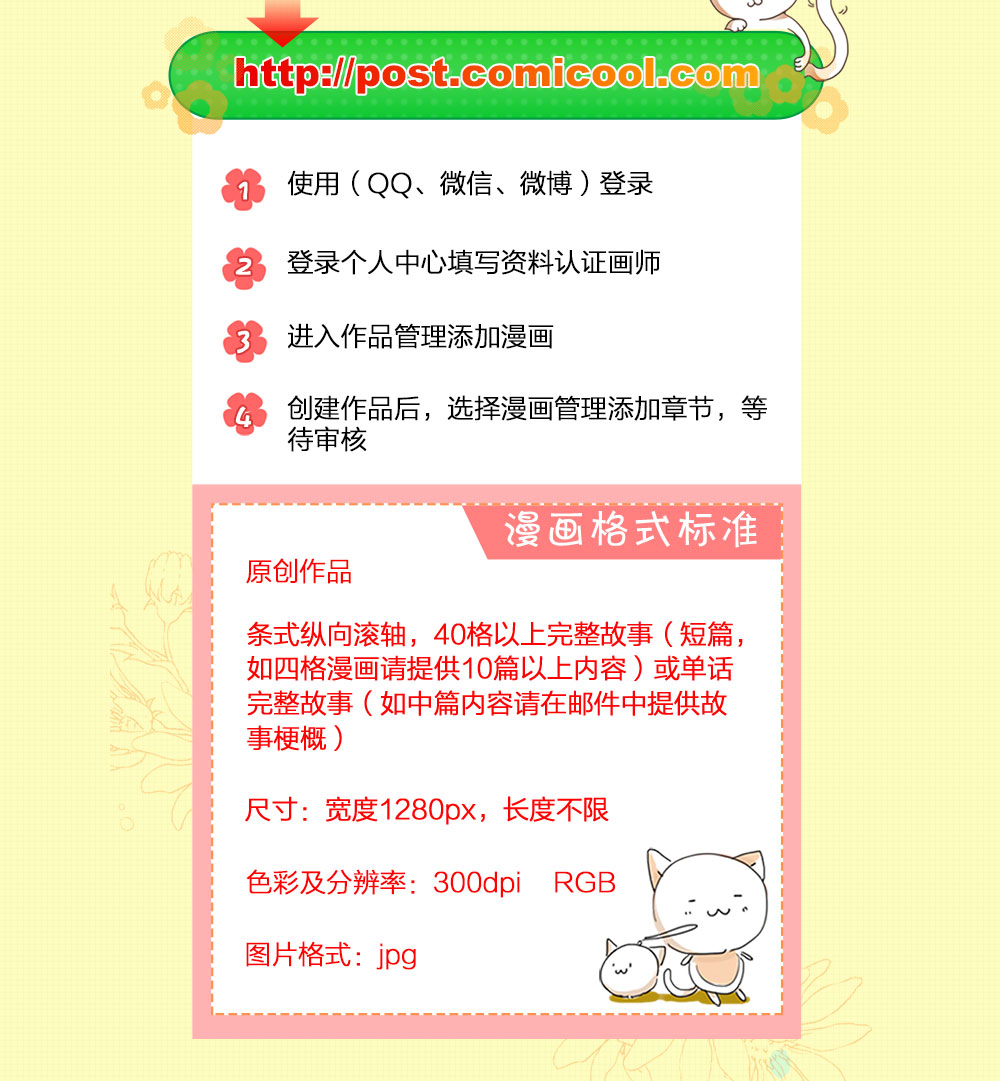 http://post.comicool.com
1 使用（QQ、微信、微博）登录
2 登录个人中心填写资料认证画师
3 进入作品管理添加漫画
4 创建作品后，选择漫画管理添加章节，等
待审核
漫画格式标准
原创作品
条式纵向滚轴，40格以上完整故事（短篇，
如四格漫画请提供10篇以上内容）或单话
完整故事（如中篇内容请在邮件中提供故
事梗概）
尺寸：宽度1280px，长度不限
色彩及分辨率：300dpi RGB
图片格式：jpg